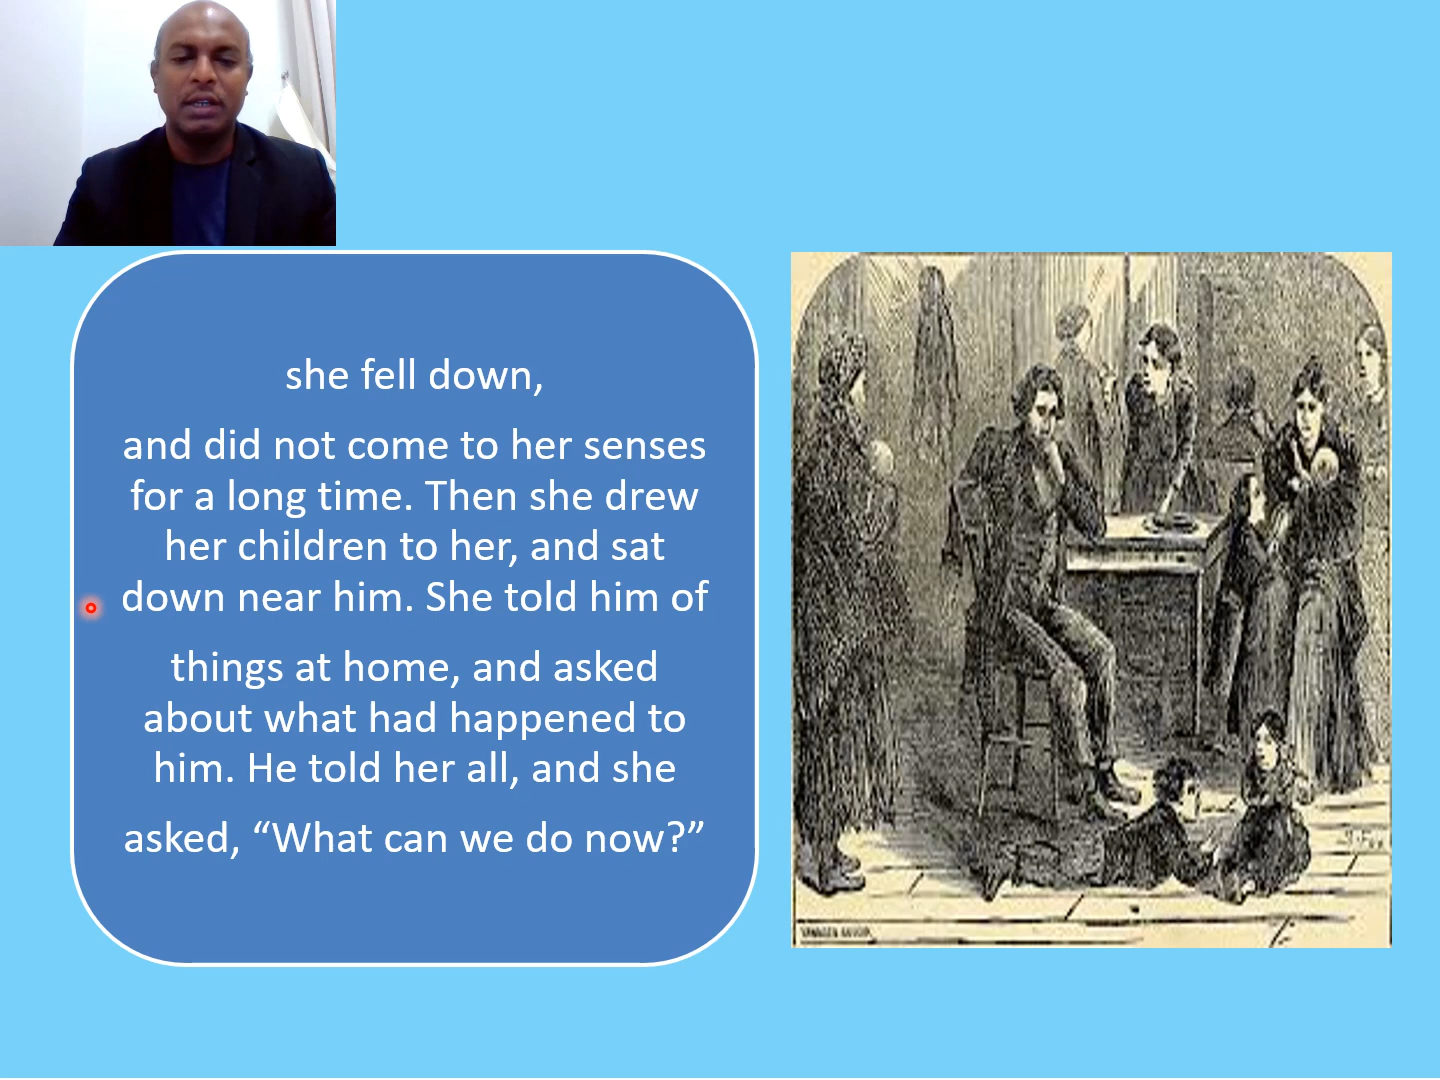 she fell down,
and did not come to her senses
for a long time. Then she drew
her children to her, and sat
down near him. She told him of
things at home, and asked
about what had happened to
him. He told her all, and she
asked, “What can we do now?”